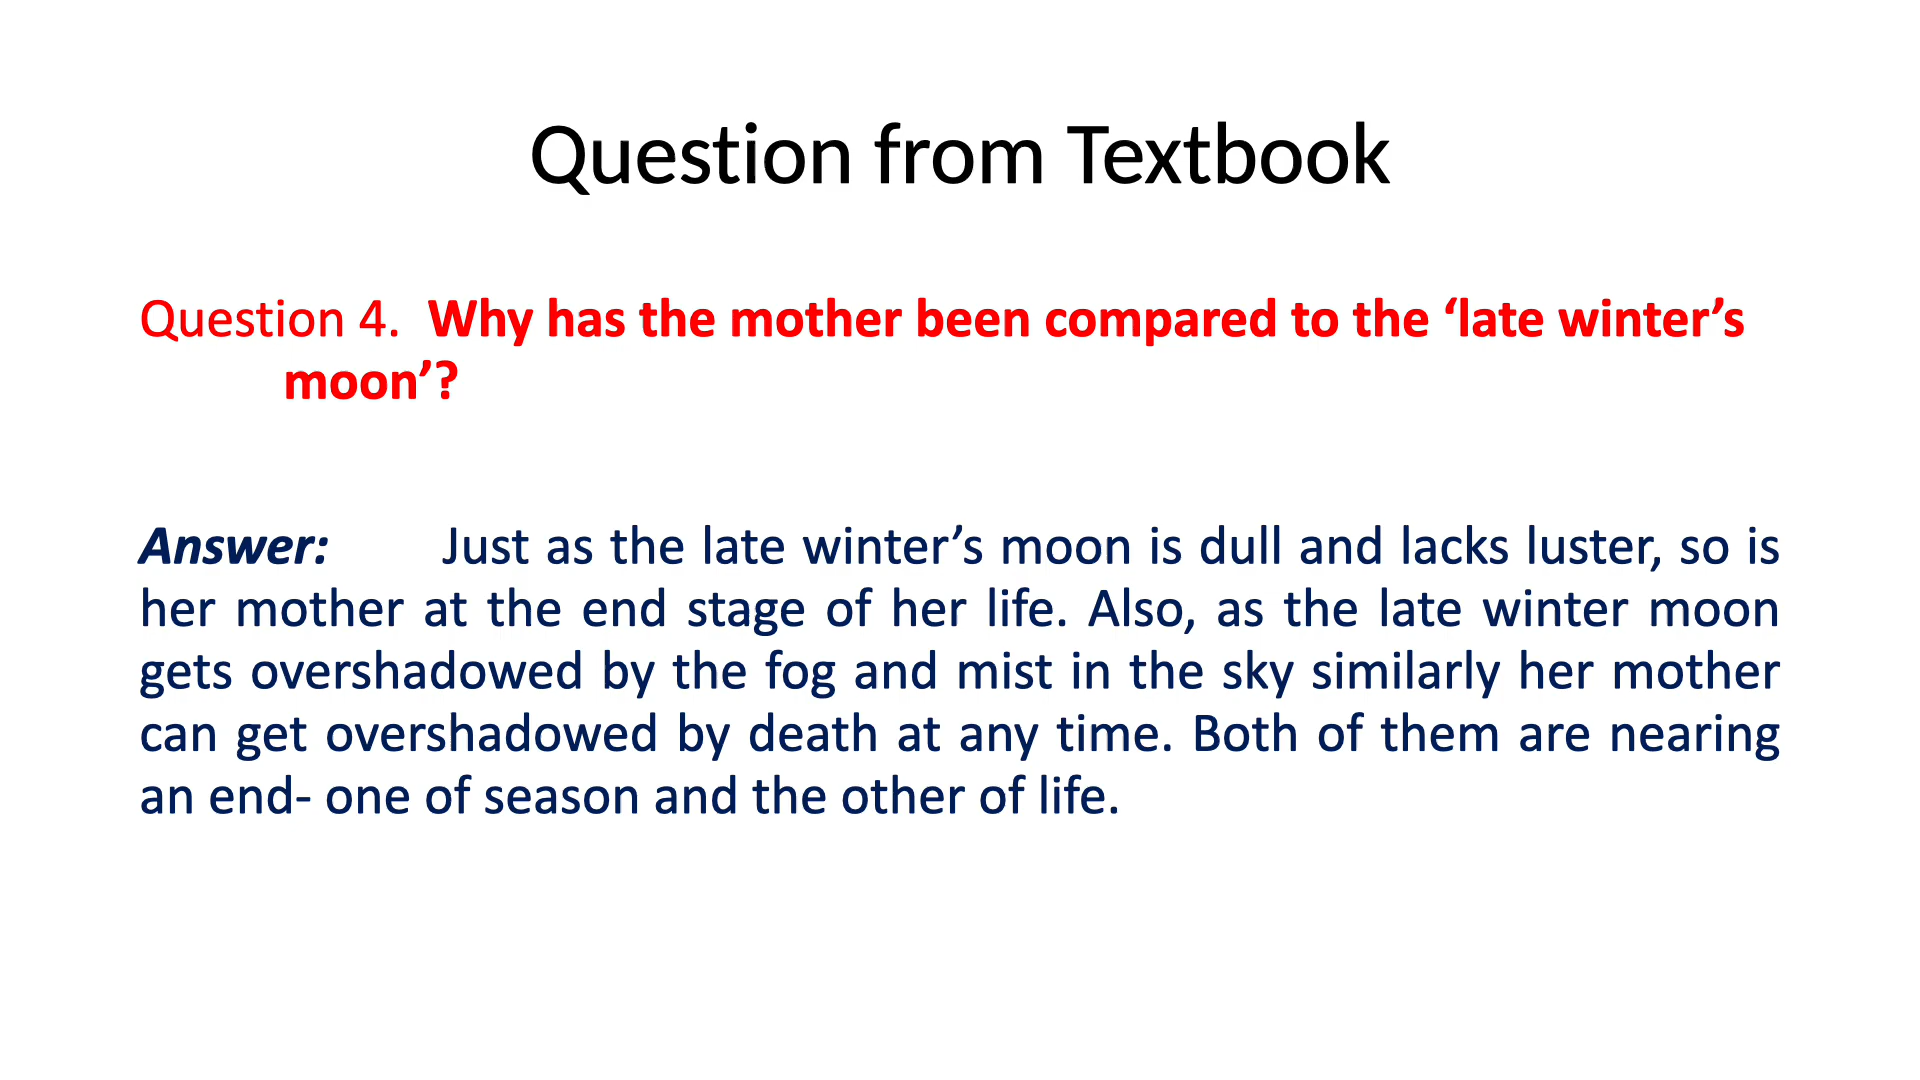 Question from Textbook
Question 4. Why has the mother been compared to the ‘late winter’s
moon’?
Answer: Just as the late winter’s moon is dull and lacks luster, so is
her mother at the end stage of her life. Also, as the late winter moon
gets overshadowed by the fog and mist in the sky similarly her mother
can get overshadowed by death at any time. Both of them are nearing
an end- one of season and the other of life.